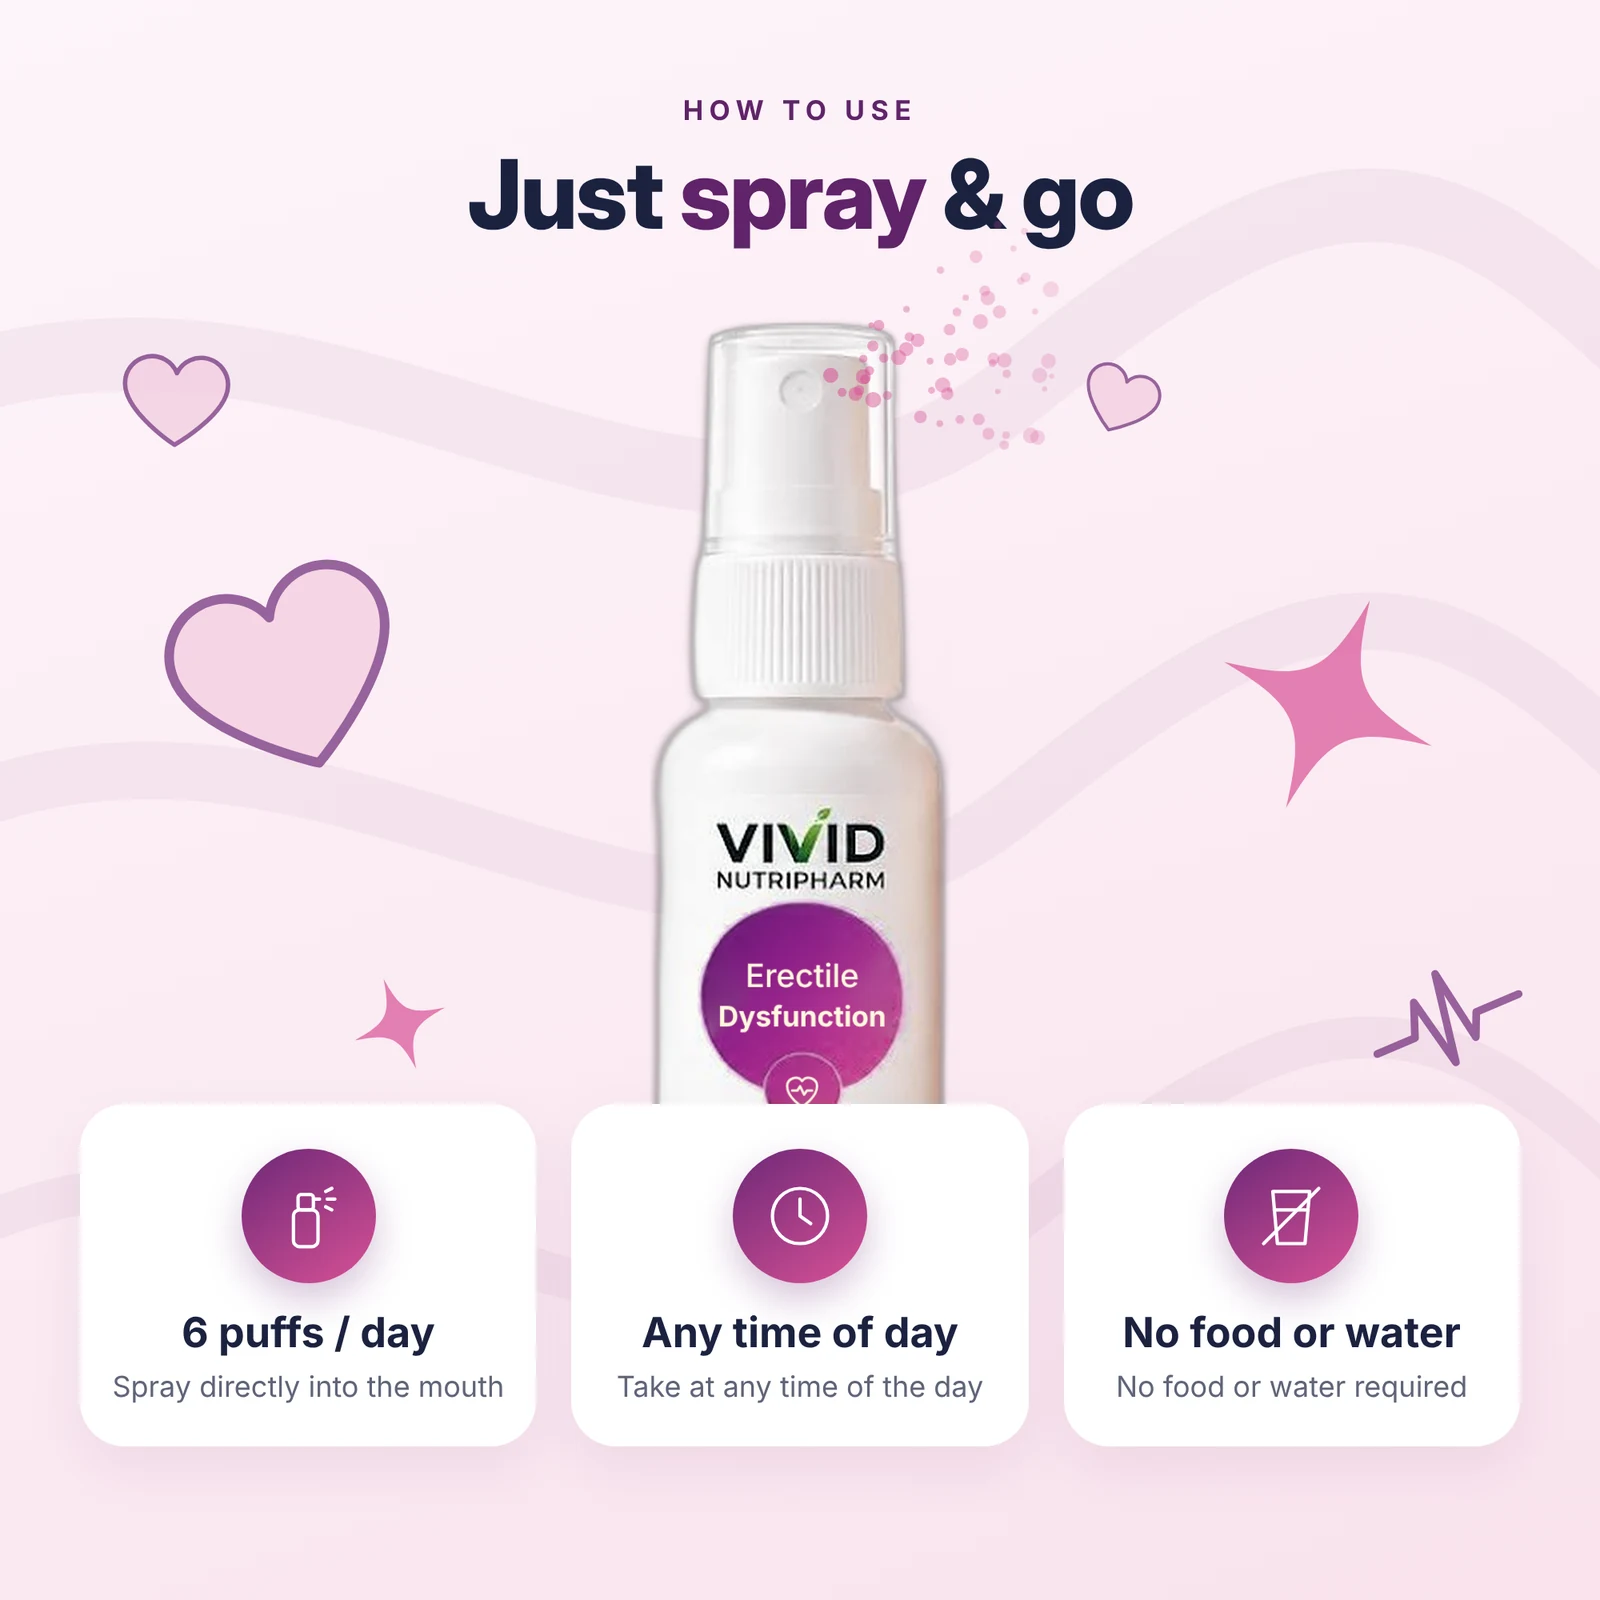 HOW TO USE
Just spray & go
VIVID
NUTRIPHARM
Erectile
Dysfunction
6 puffs / day
Spray directly into the mouth
Any time of day
Take at any time of the day
No food or water
No food or water required